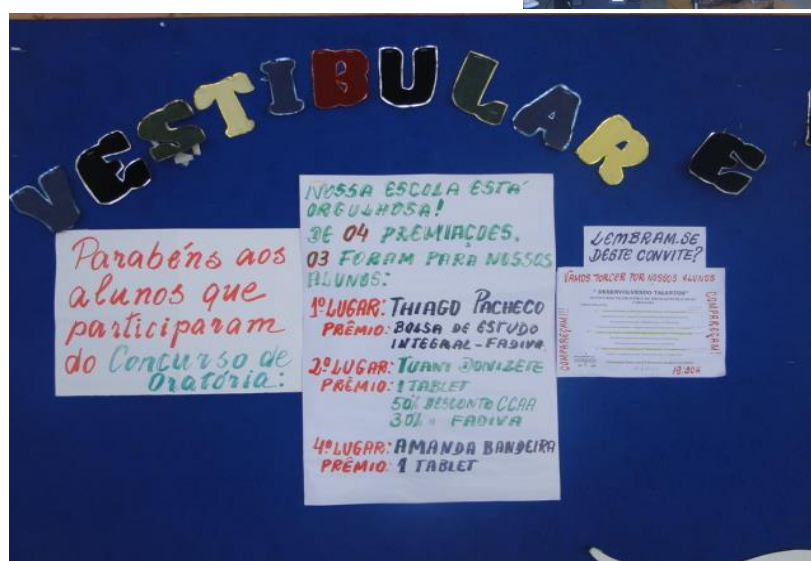 VESTIBULAR E
Parabéns aos
alunos que
participaram
do Concurso de
Oratória:
NOSSA ESCOLA ESTÁ
ORGULHOSA!
DE 04 PREMIAÇÕES,
03 FORAM PARA NOSSOS
ALUNOS:
1º LUGAR: THIAGO PACHECO
PRÊMIO: BOLSA DE ESTUDO
INTEGRAL-FADIVA
2º LUGAR: TUANY DONIZETE
PRÊMIO: 1 TABLET
50% DESCONTO CCAA
30% " FADIVA
4º LUGAR: AMANDA BANDEIRA
PRÊMIO: 1 TABLET
LEMBRAM.SE
DESTE CONVITE?
VAMOS TORCER POR NOSSOS ALUNOS
"DESENVOLVENDO TALENTOS"
COMPAREÇAM!!!
COMPAREÇAM!